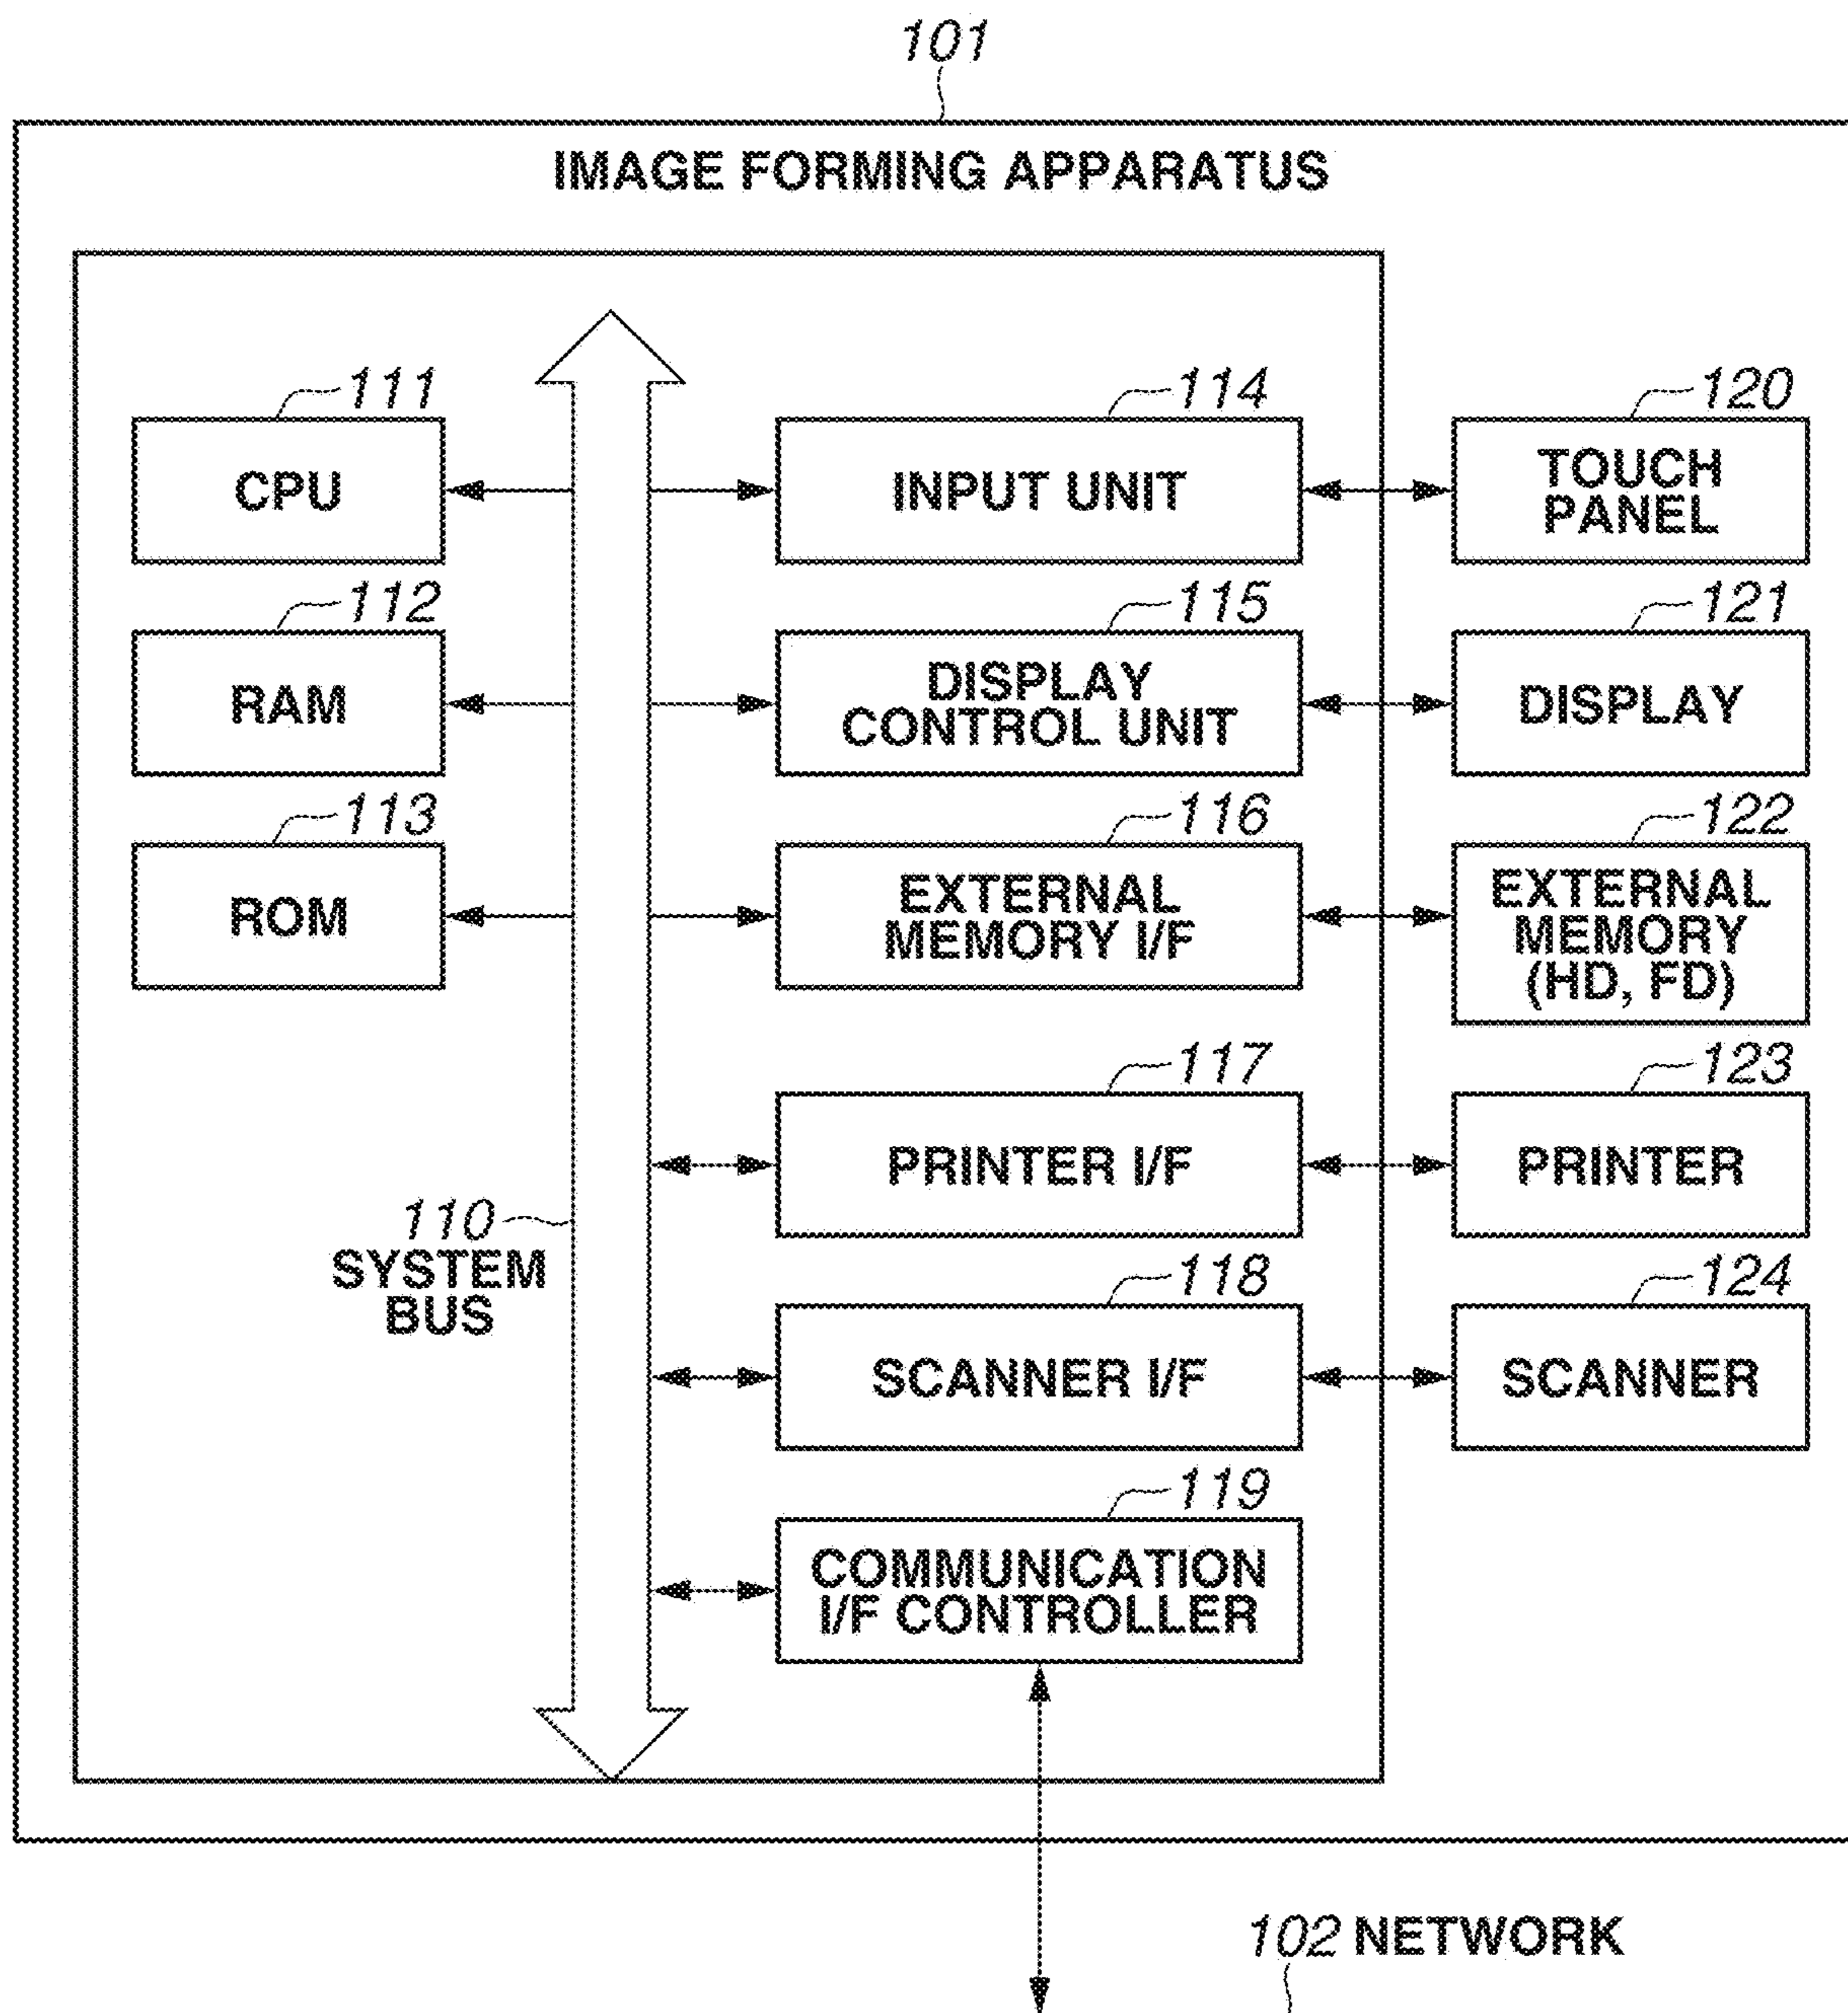 101
IMAGE FORMING APPARATUS
111
CPU
112
RAM
113
ROM
110
SYSTEM
BUS
114
INPUT UNIT
115
DISPLAY
CONTROL UNIT
116
EXTERNAL
MEMORY I/F
117
PRINTER I/F
118
SCANNER I/F
119
COMMUNICATION
I/F CONTROLLER
120
TOUCH
PANEL
121
DISPLAY
122
EXTERNAL
MEMORY
(HD, FD)
123
PRINTER
124
SCANNER
102 NETWORK